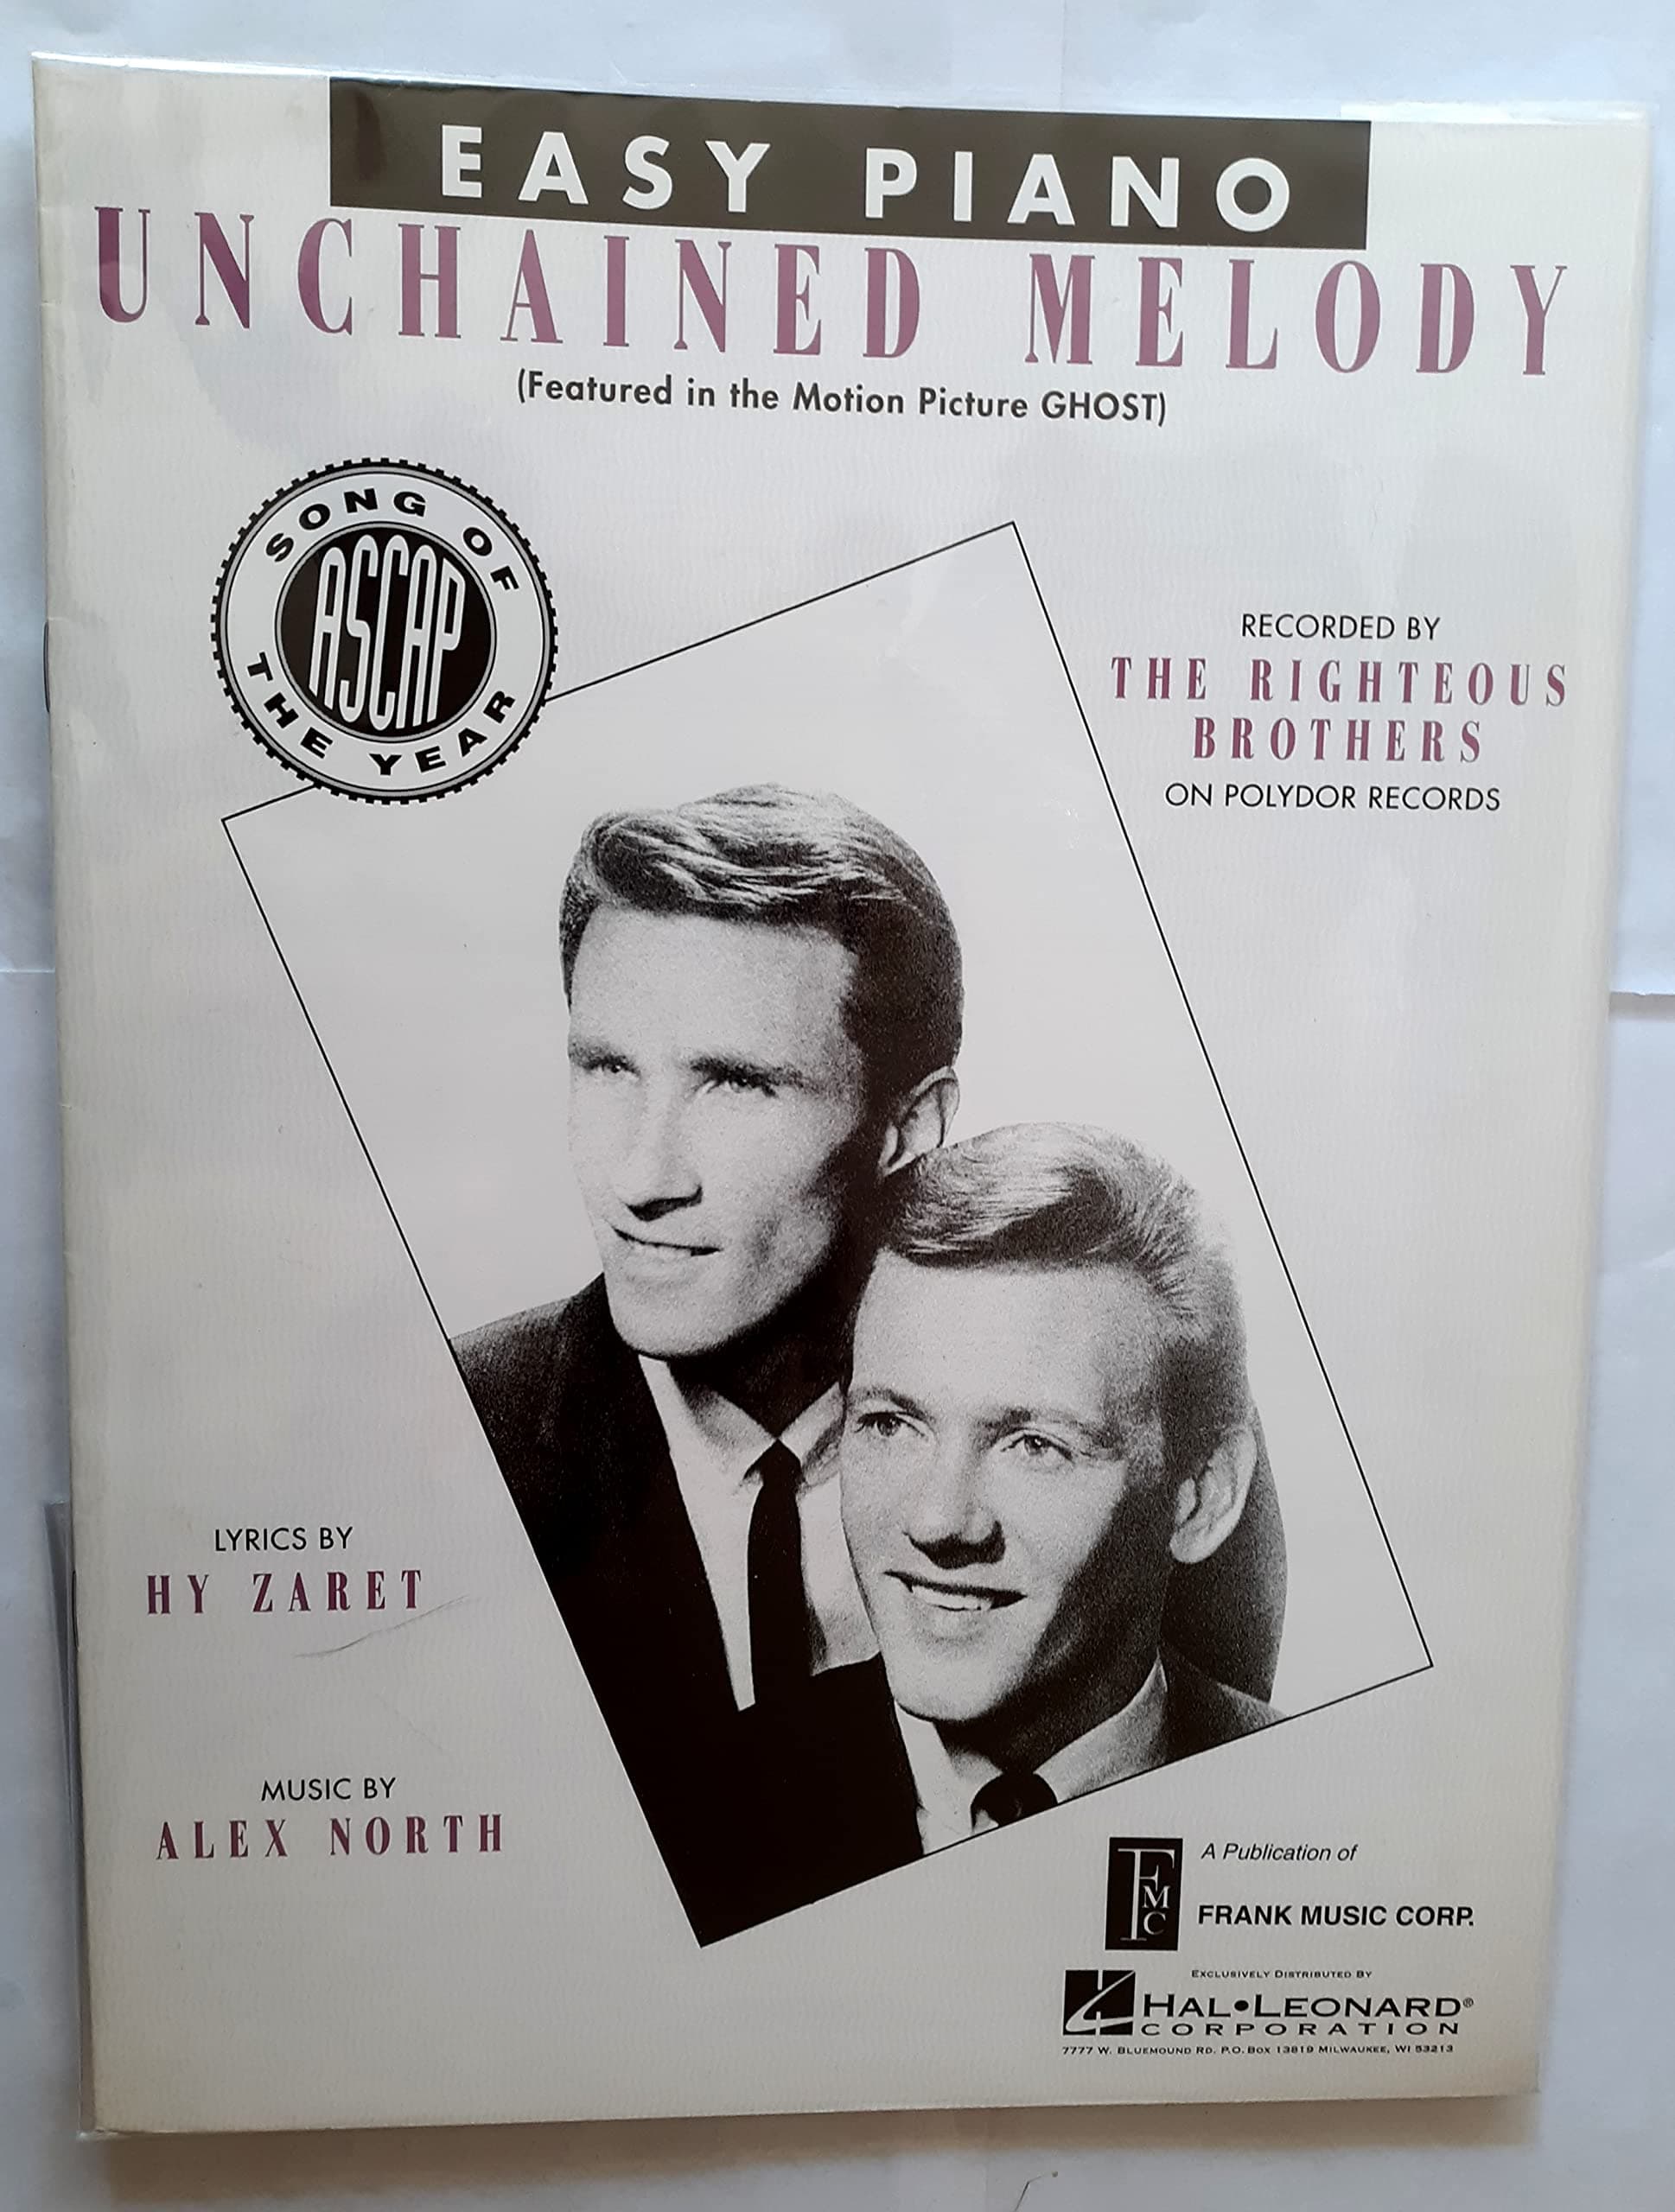 EASY PIANO
UNCHAINED MELODY
(Featured in the Motion Picture GHOST)
SONG OF
ASCAP
THE YEAR
RECORDED BY
THE RIGHTEOUS
BROTHERS
ON POLYDOR RECORDS
LYRICS BY
HY ZARET
MUSIC BY
ALEX NORTH
FMC
A Publication of
FRANK MUSIC CORP.
EXCLUSIVELY DISTRIBUTED BY
HAL•LEONARD®
CORPORATION
7777 W. BLUEMOUND RD. P.O. BOX 13819 MILWAUKEE, WI 53213